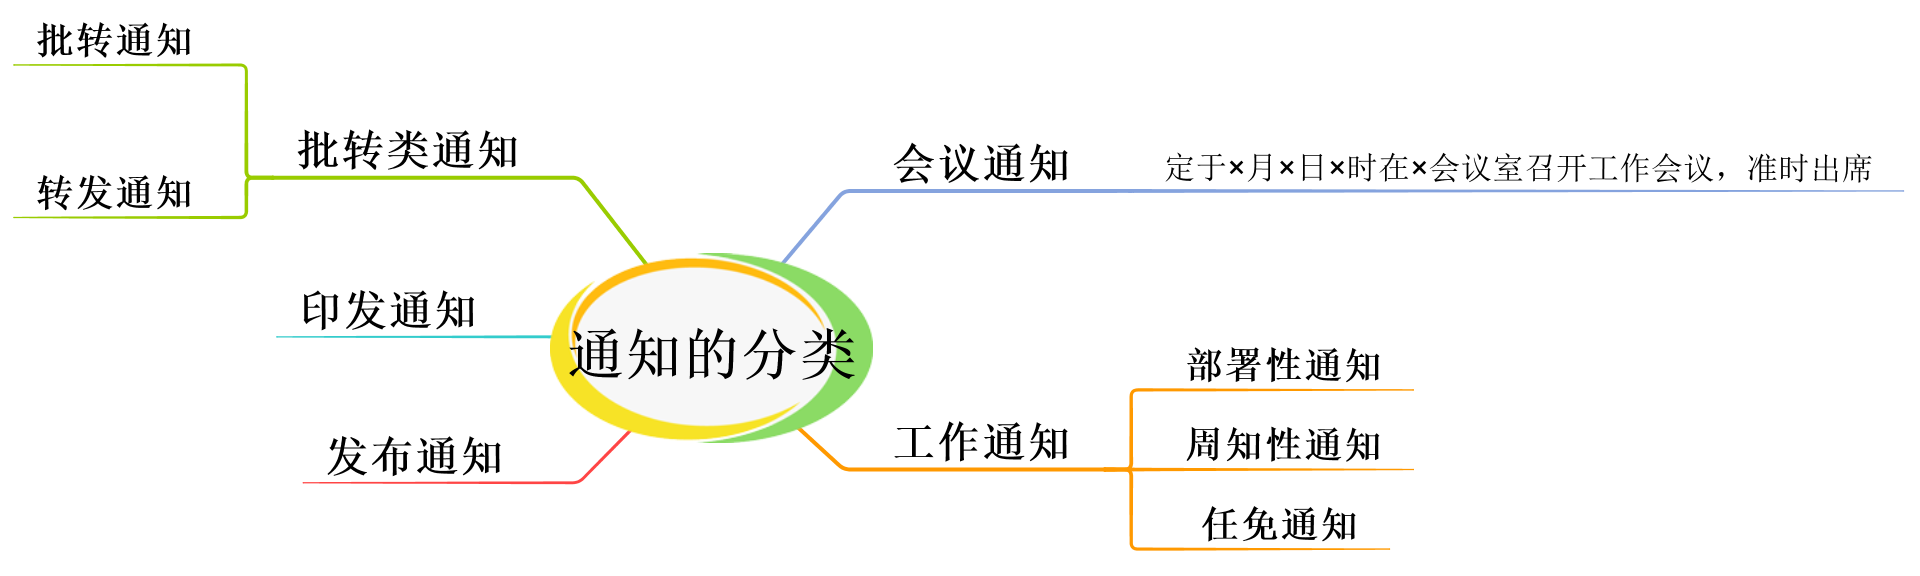 批转通知
批转类通知
转发通知
印发通知
发布通知
通知的分类
会议通知
定于×月×日×时在×会议室召开工作会议，准时出席
工作通知
部署性通知
周知性通知
任免通知